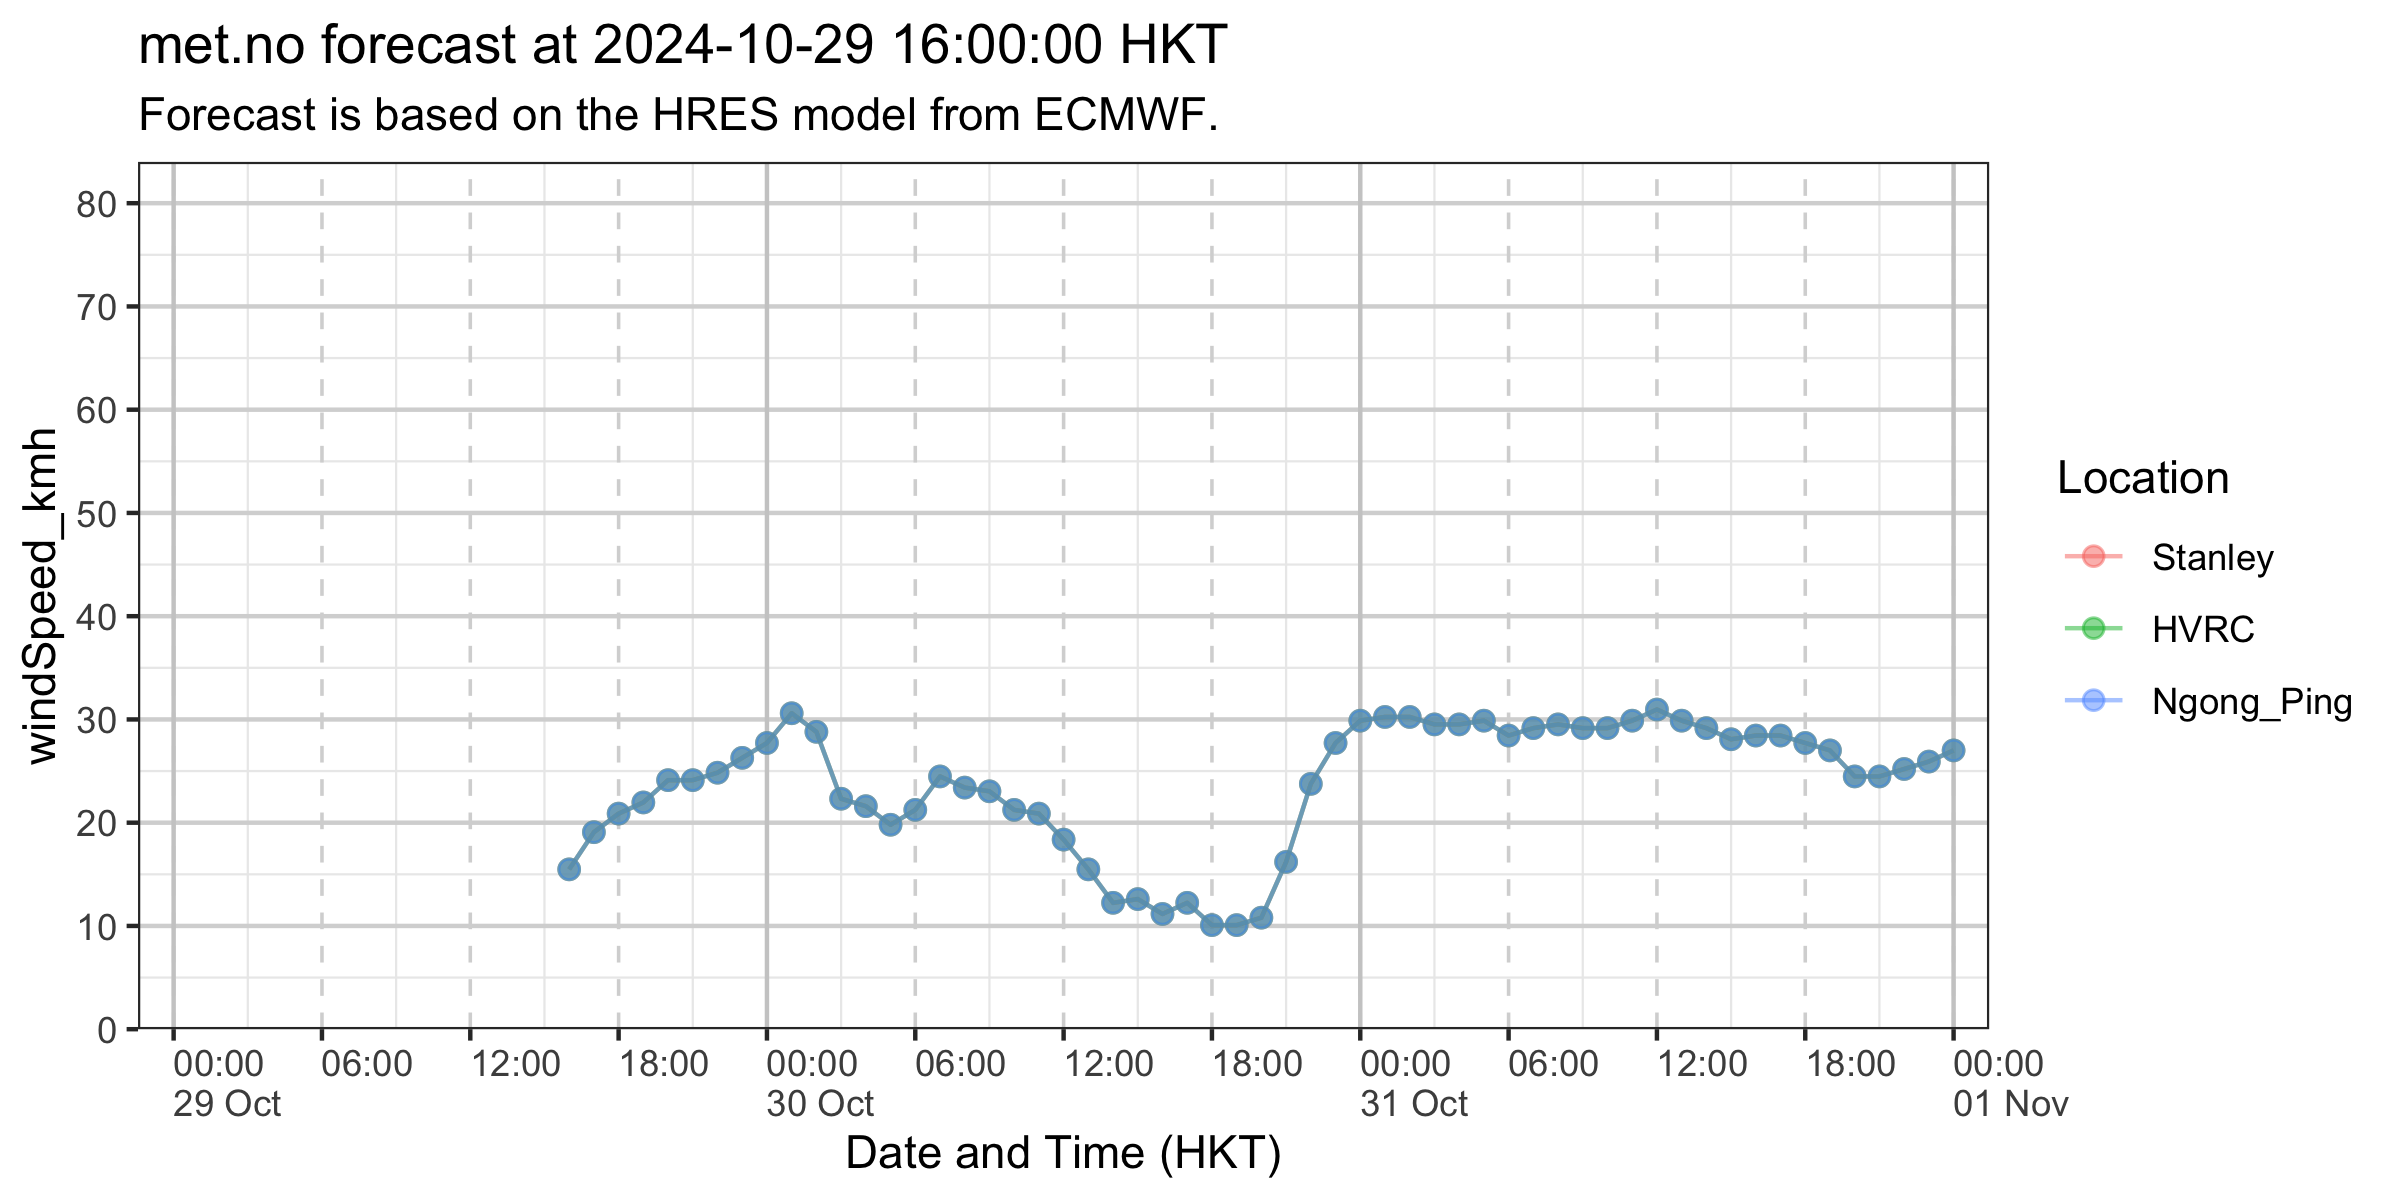 met.no forecast at 2024-10-29 16:00:00 HKT
Forecast is based on the HRES model from ECMWF.
windSpeed_kmh
80
70
60
50
40
30
20
10
0
00:00 06:00 12:00 18:00 00:00 06:00 12:00 18:00 00:00 06:00 12:00 18:00 00:00
29 Oct 30 Oct 31 Oct 01 Nov
Date and Time (HKT)
Location
Stanley
HVRC
Ngong_Ping